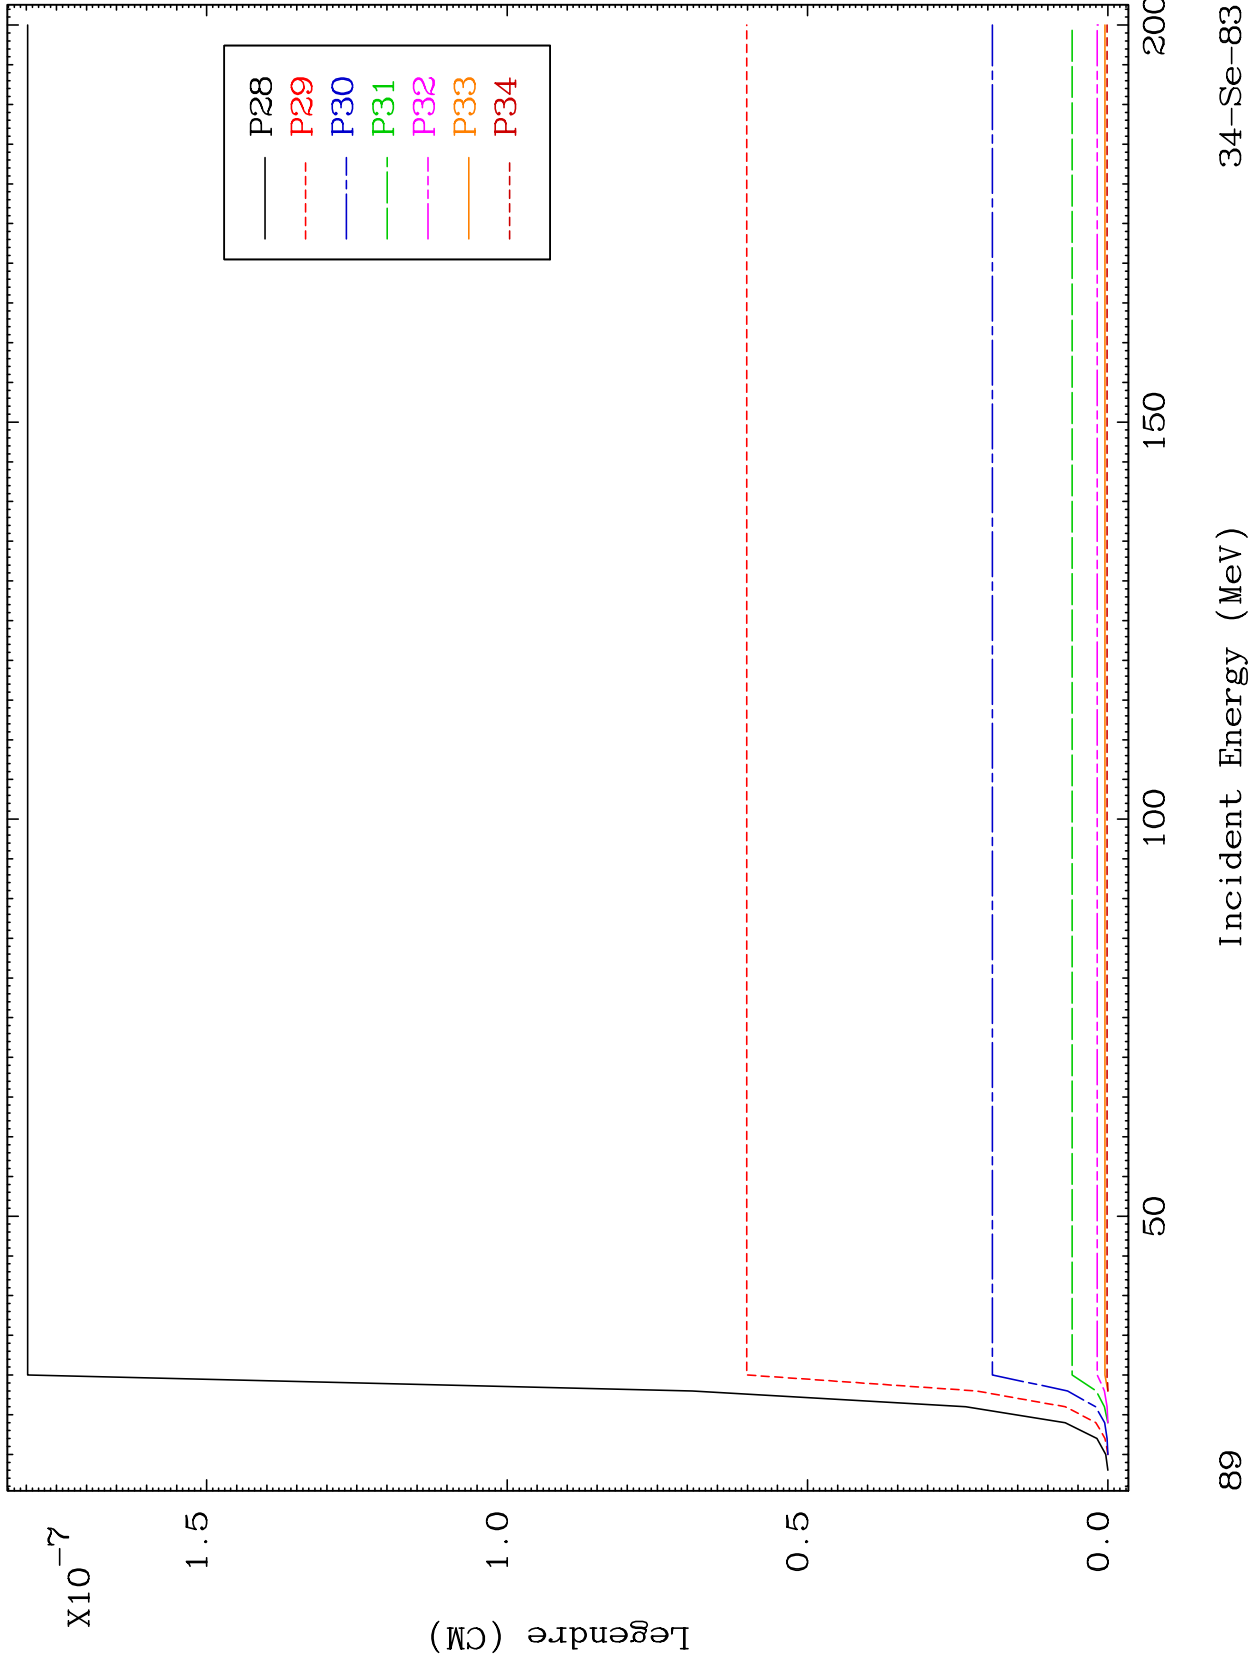 X10-7
1.5
1.0
0.5
0.0
Legendre (CM)
P28
P29
P30
P31
P32
P33
P34
50
100
150
200
Incident Energy (MeV)
89
34-Se-83